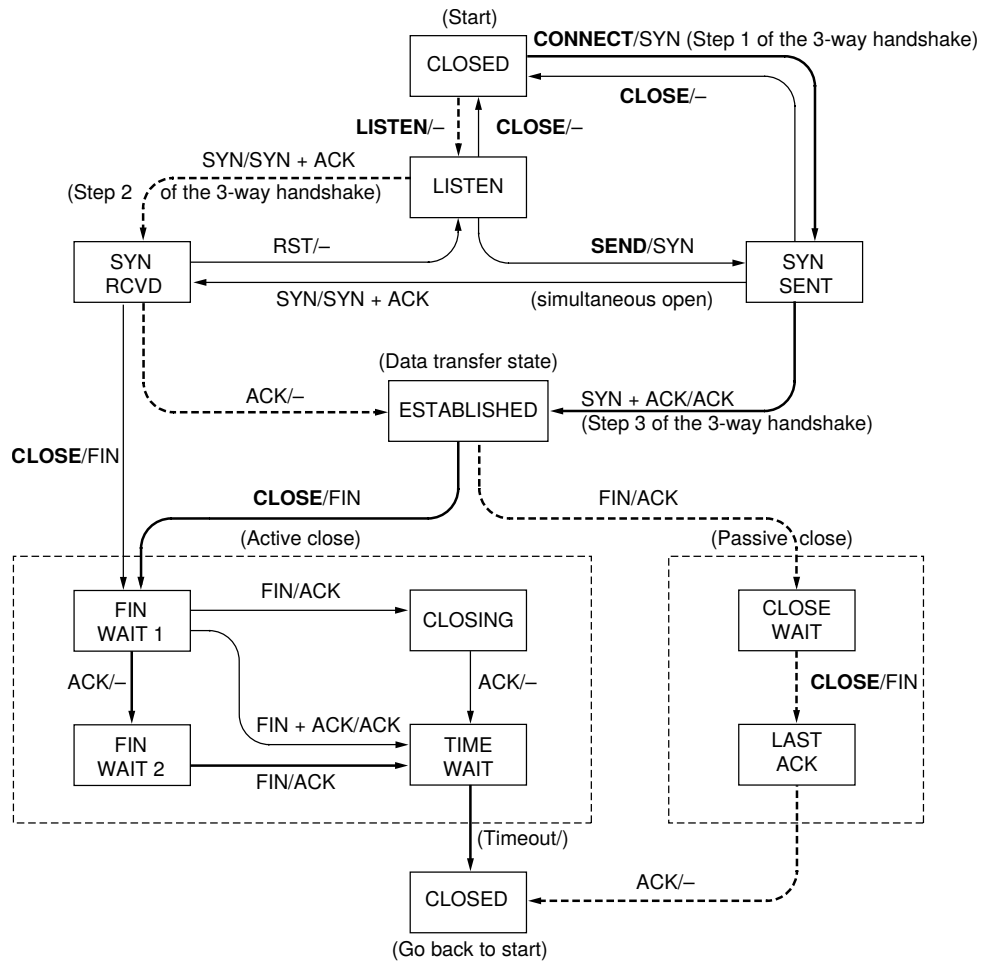 (Start)
CONNECT/SYN (Step 1 of the 3-way handshake)
CLOSED
CLOSE/–
LISTEN/–
CLOSE/–
SYN/SYN + ACK
(Step 2 of the 3-way handshake)
LISTEN
RST/–
SEND/SYN
SYN
RCVD
SYN
SENT
SYN/SYN + ACK
(simultaneous open)
(Data transfer state)
ACK/–
ESTABLISHED
SYN + ACK/ACK
(Step 3 of the 3-way handshake)
CLOSE/FIN
CLOSE/FIN
FIN/ACK
(Active close)
(Passive close)
FIN
WAIT 1
FIN/ACK
CLOSING
CLOSE
WAIT
ACK/–
ACK/–
CLOSE/FIN
FIN + ACK/ACK
FIN
WAIT 2
FIN/ACK
TIME
WAIT
LAST
ACK
(Timeout/)
CLOSED
ACK/–
(Go back to start)